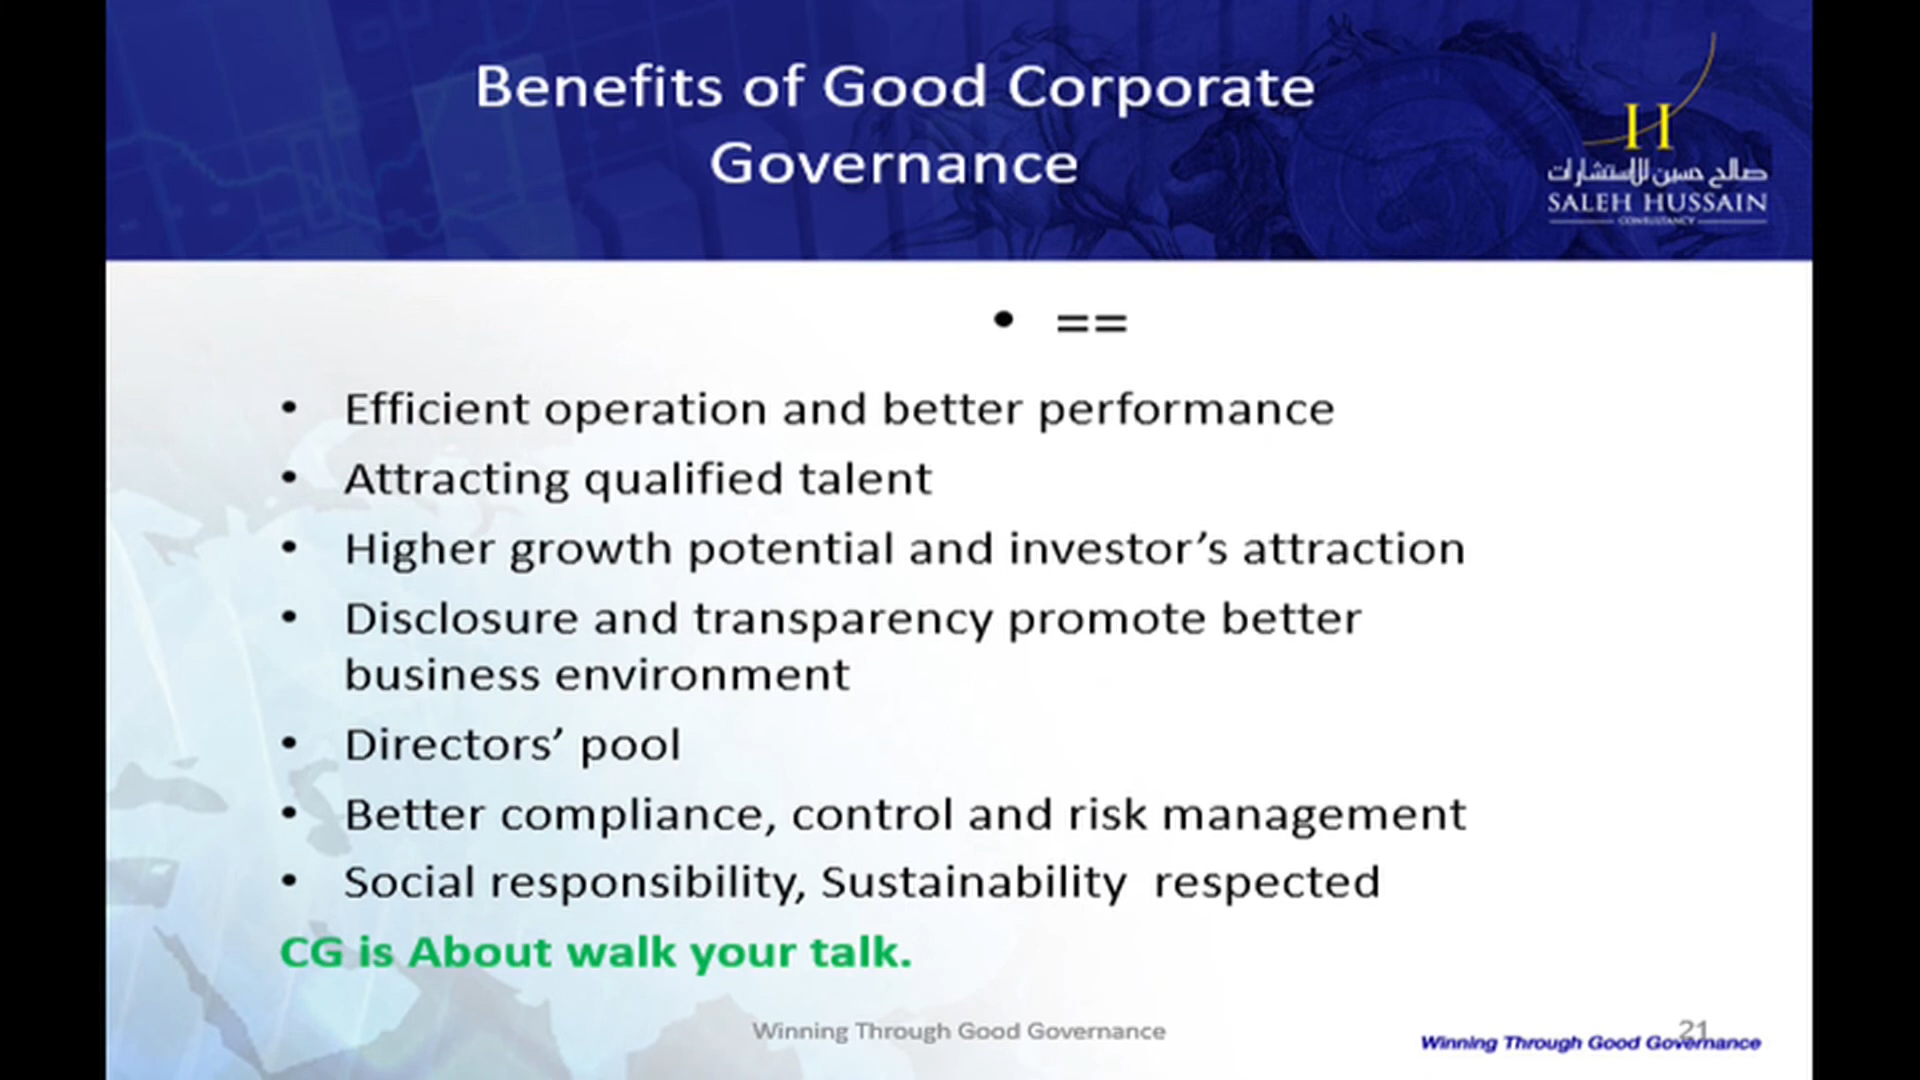 Benefits of Good Corporate
Governance
H
صالح حسين للإستشارات
SALEH HUSSAIN
CONSULTANCY
• ==
• Efficient operation and better performance
• Attracting qualified talent
• Higher growth potential and investor’s attraction
• Disclosure and transparency promote better
business environment
• Directors’ pool
• Better compliance, control and risk management
• Social responsibility, Sustainability  respected
CG is About walk your talk.
Winning Through Good Governance
21
Winning Through Good Governance